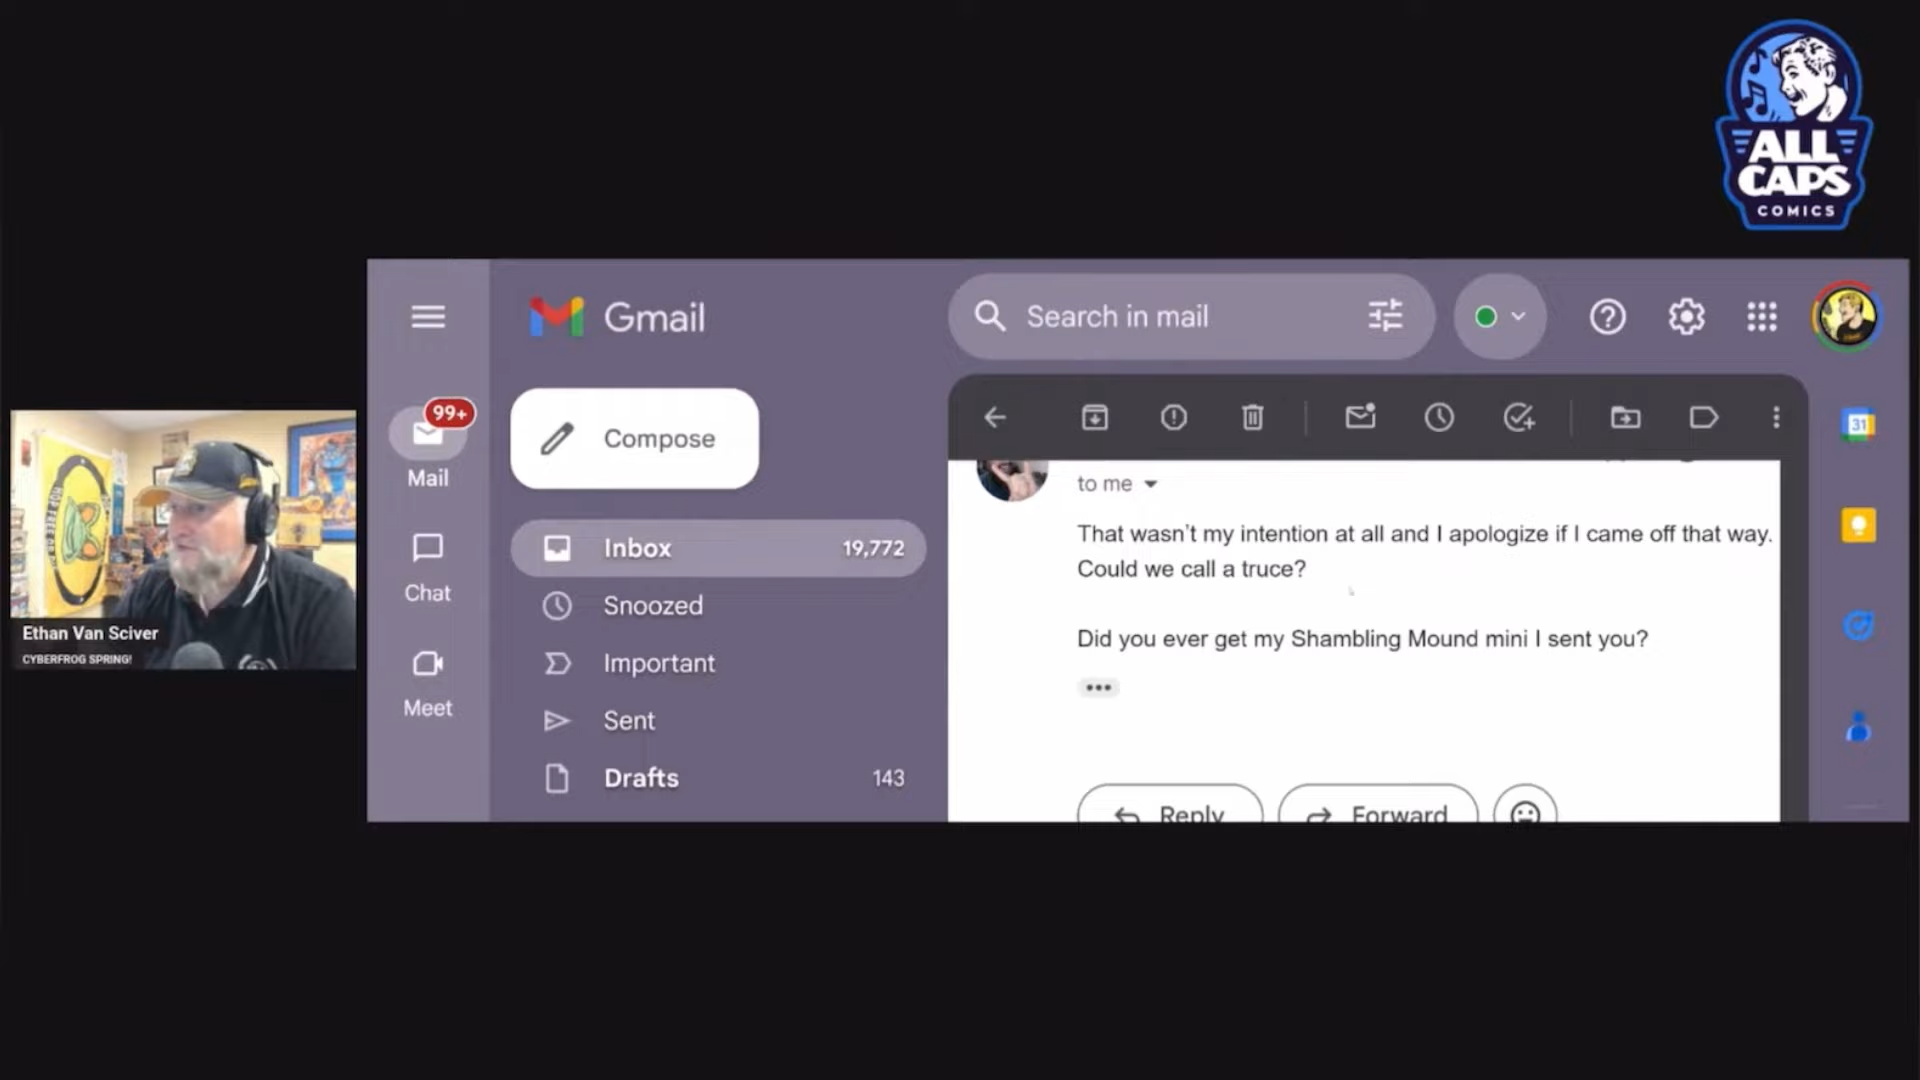 ALL
CAPS
COMICS
Gmail
Search in mail
99+
Mail
Compose
Chat
Inbox 19,772
Snoozed
Meet
Important
Sent
Drafts 143
31
to me
That wasn't my intention at all and I apologize if I came off that way.
Could we call a truce?
Did you ever get my Shambling Mound mini I sent you?
Reply
Forward
Ethan Van Sciver
CYBERFROG SPRING!